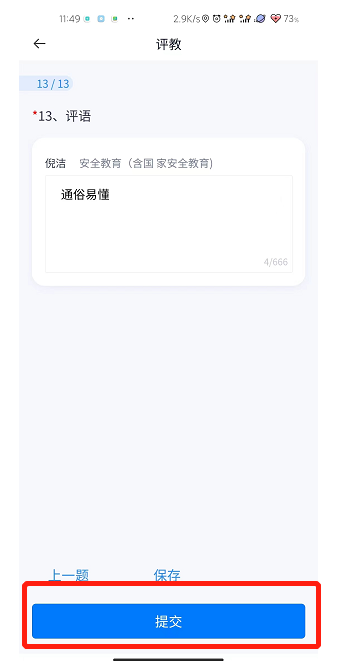 11:49 2.9K/s 73%
评教
13 / 13
*13、评语
倪洁 安全教育（含国 家安全教育)
通俗易懂
4/666
上一题 保存
提交